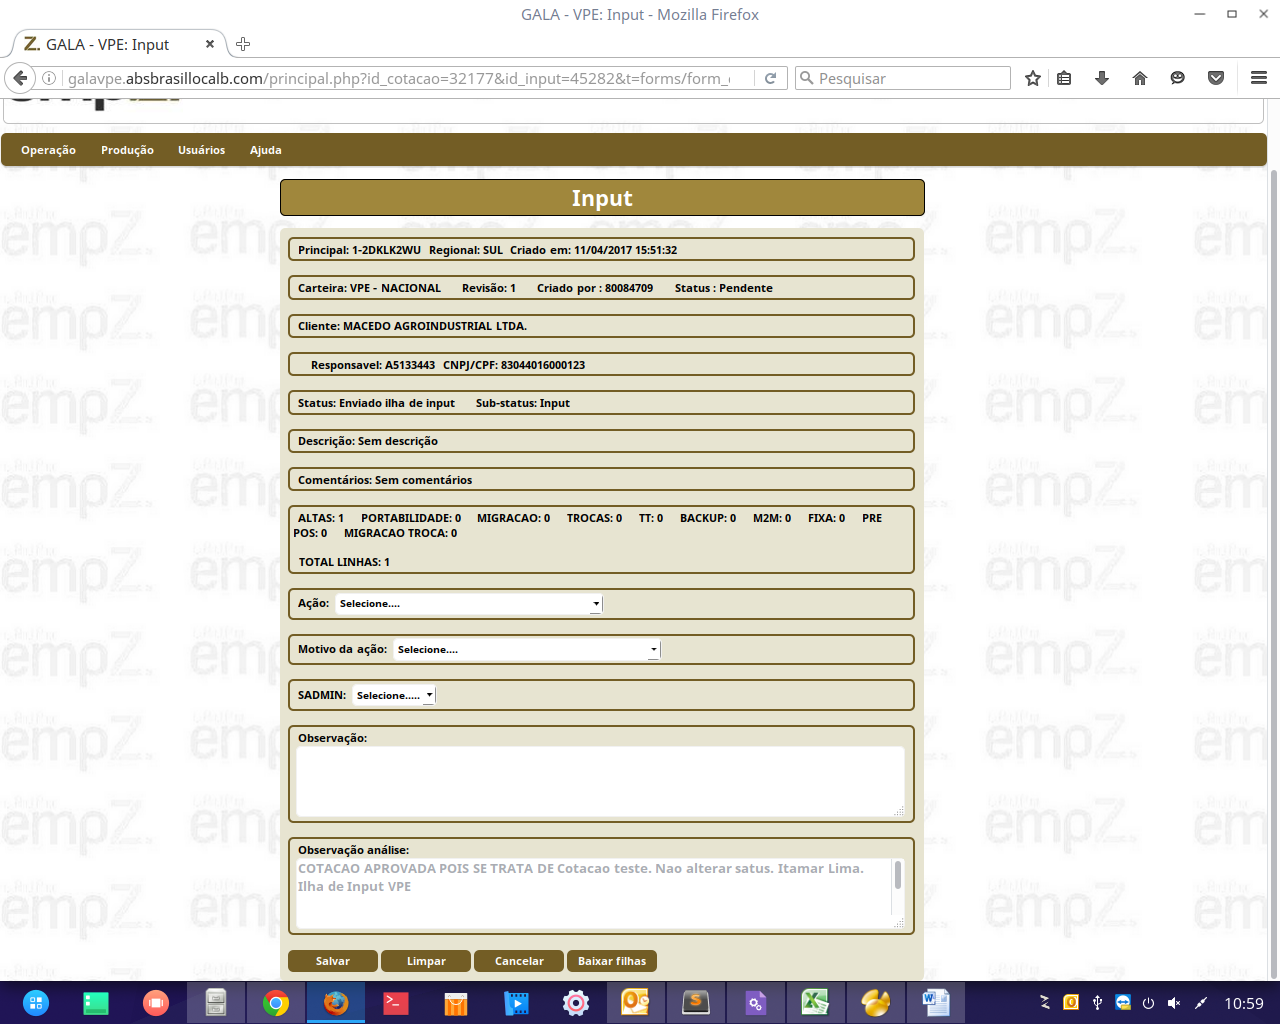 GALA - VPE: Input - Mozilla Firefox
Z. GALA - VPE: Input
galavpe.absbrasillocalb.com/principal.php?id_cotacao=32177&id_input=45282&t=forms/form_
Pesquisar
Operação Produção Usuários Ajuda
Input
Principal: 1-2DKLK2WU Regional: SUL Criado em: 11/04/2017 15:51:32
Carteira: VPE - NACIONAL Revisão: 1 Criado por : 80084709 Status : Pendente
Cliente: MACEDO AGROINDUSTRIAL LTDA.
Responsavel: A5133443 CNPJ/CPF: 83044016000123
Status: Enviado ilha de input Sub-status: Input
Descrição: Sem descrição
Comentários: Sem comentários
ALTAS: 1 PORTABILIDADE: 0 MIGRACAO: 0 TROCAS: 0 TT: 0 BACKUP: 0 M2M: 0 FIXA: 0 PRE
POS: 0 MIGRACAO TROCA: 0
TOTAL LINHAS: 1
Ação: Selecione....
Motivo da ação: Selecione....
SADMIN: Selecione.....
Observação:
Observação análise:
COTACAO APROVADA POIS SE TRATA DE Cotacao teste. Nao alterar satus. Itamar Lima.
Ilha de Input VPE
Salvar Limpar Cancelar Baixar filhas
10:59